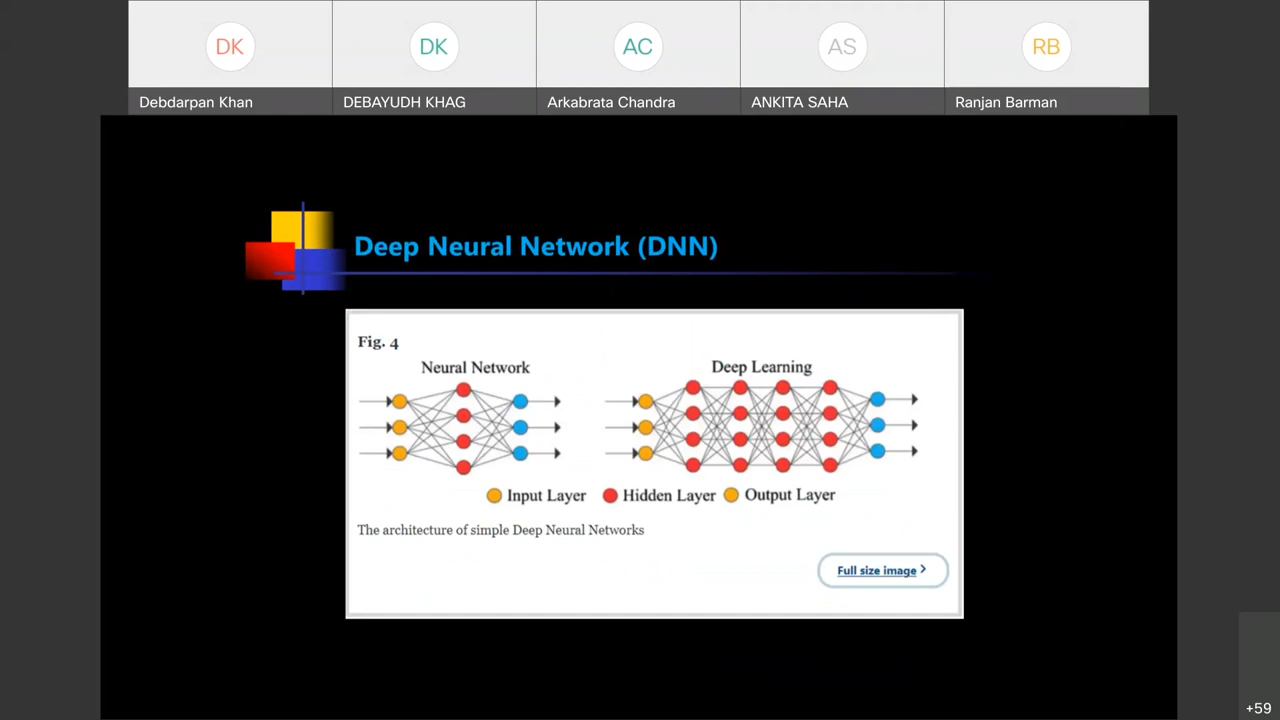 DK
DK
AC
AS
RB
Debdarpan Khan
DEBAYUDH KHAG
Arkabrata Chandra
ANKITA SAHA
Ranjan Barman
Deep Neural Network (DNN)
Fig. 4
Neural Network
Deep Learning
Input Layer
Hidden Layer
Output Layer
The architecture of simple Deep Neural Networks
Full size image >
+59